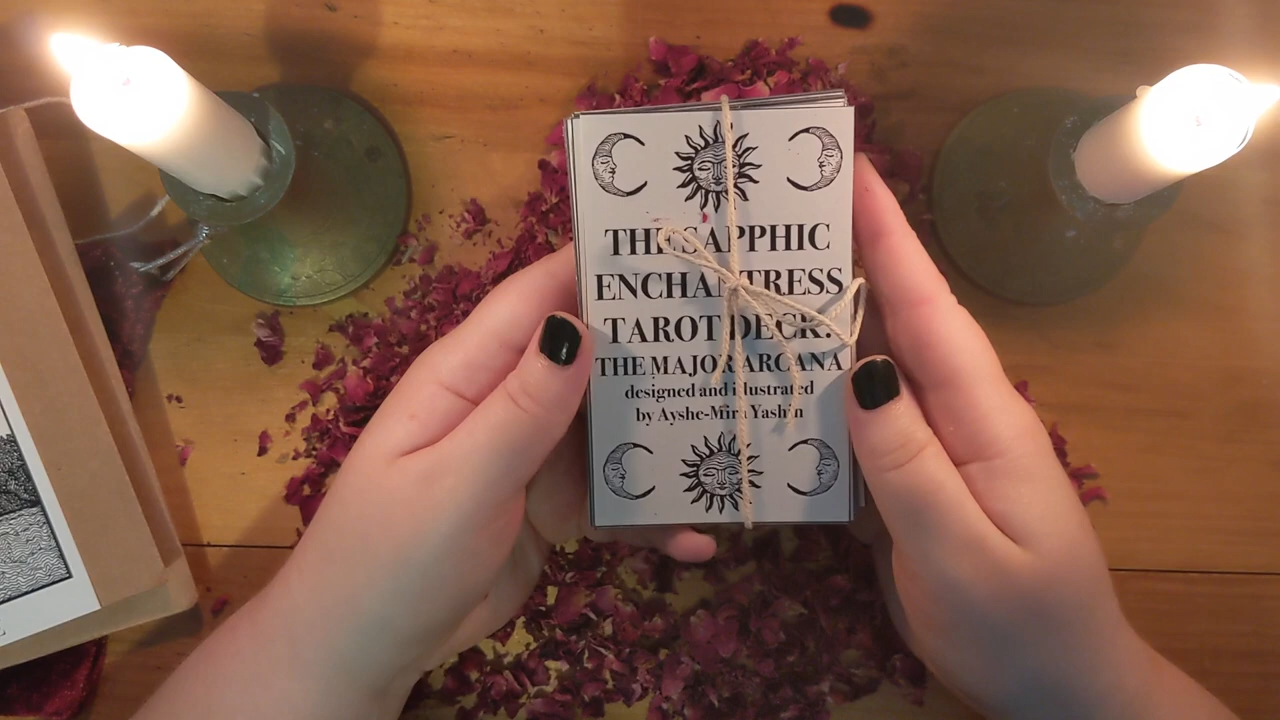 THE SAPPHIC
ENCHANTRESS
TAROT DECK:
THE MAJOR ARCANA
designed and illustrated
by Ayshe-Mira Yashin